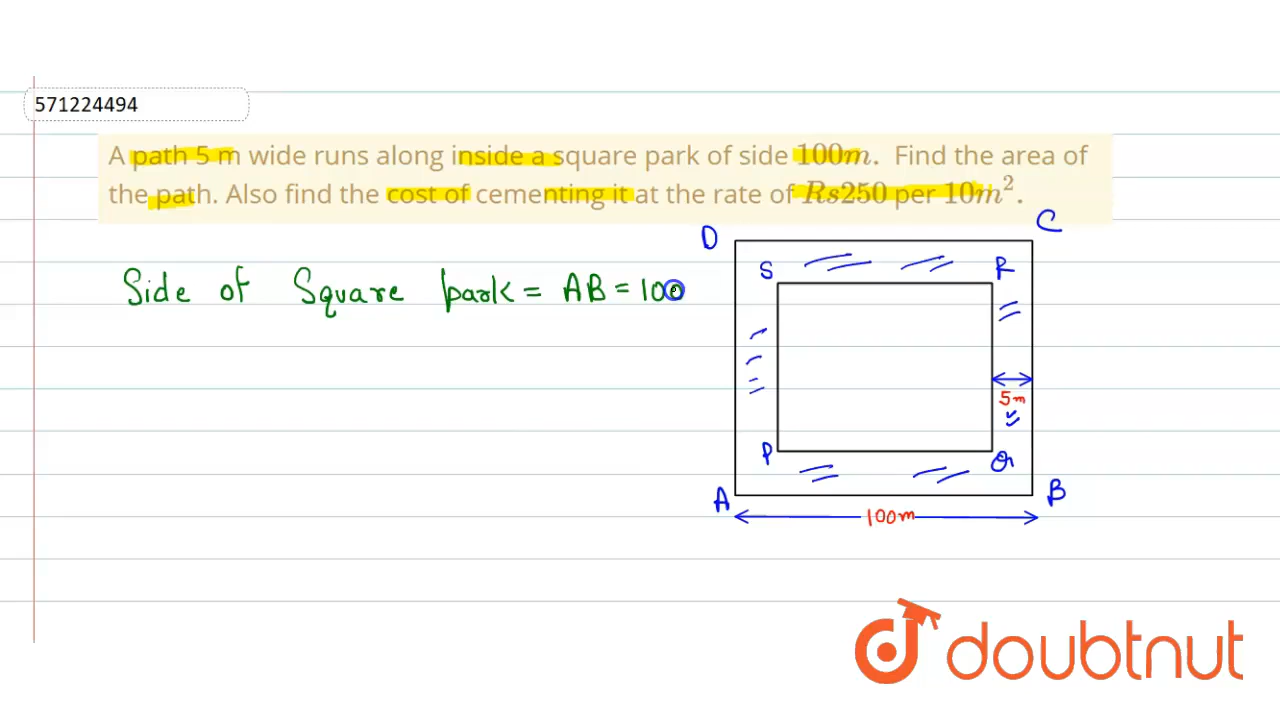 571224494
A path 5 m wide runs along inside a square park of side 100m. Find the area of
the path. Also find the cost of cementing it at the rate of Rs250 per 10m².
D
C
Side of Square park = AB = 100
S
R
5m
P
Q
A
B
100m
doubtnut